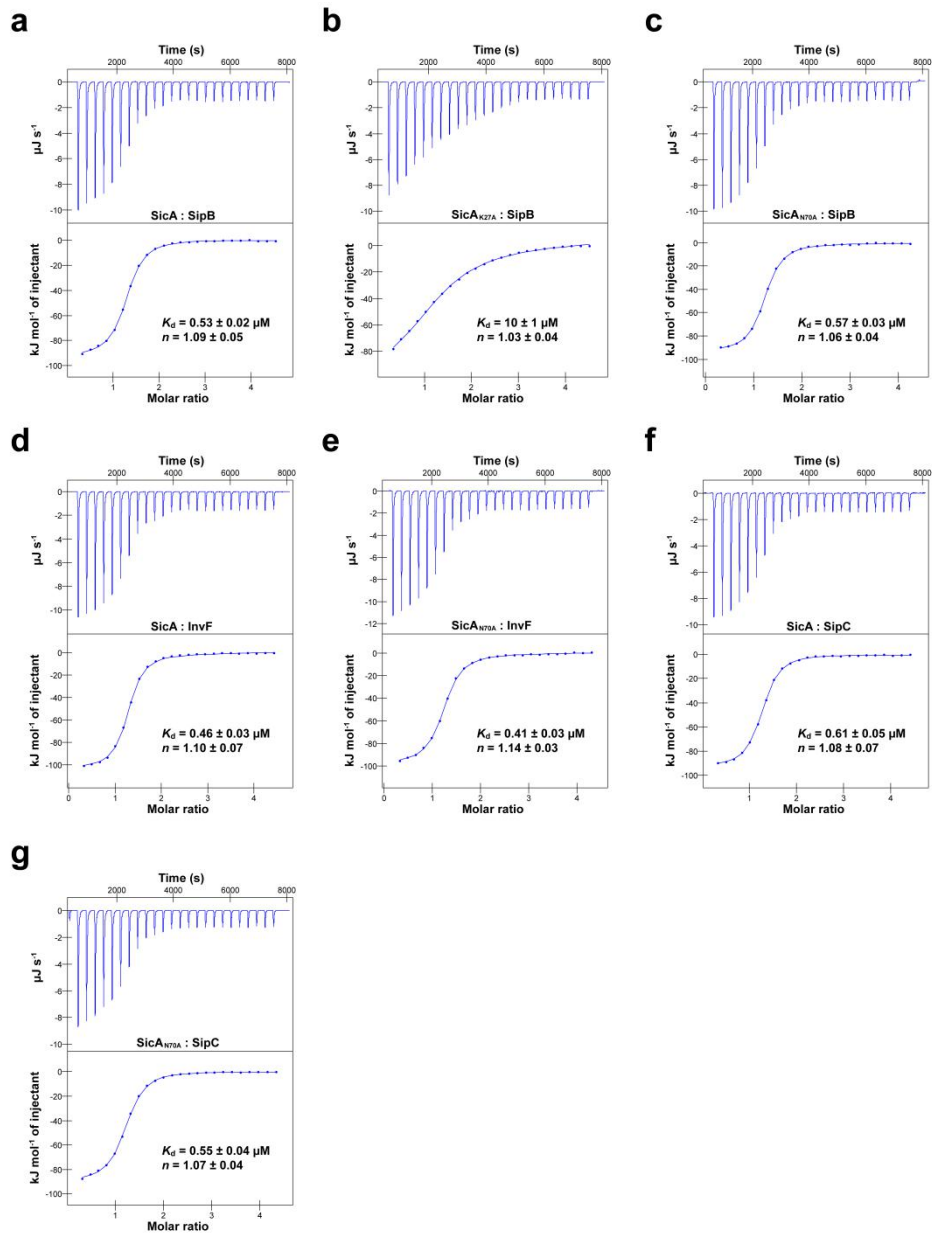 a
Time (s)
2000 4000 6000 8000
0
-2
-4
-6
-8
-10
µJ s⁻¹
SicA : SipB
0
-20
-40
-60
-80
-100
kJ mol⁻¹ of injectant
Kd = 0.53 ± 0.02 µM
n = 1.09 ± 0.05
1 2 3 4
Molar ratio
b
Time (s)
2000 4000 6000 8000
0
-2
-4
-6
-8
-10
µJ s⁻¹
SicAK27A : SipB
0
-20
-40
-60
-80
kJ mol⁻¹ of injectant
Kd = 10 ± 1 µM
n = 1.03 ± 0.04
0 1 2 3 4
Molar ratio
c
Time (s)
2000 4000 6000 8000
0
-2
-4
-6
-8
-10
µJ s⁻¹
SicAN70A : SipB
0
-20
-40
-60
-80
-100
kJ mol⁻¹ of injectant
Kd = 0.57 ± 0.03 µM
n = 1.06 ± 0.04
0 1 2 3 4
Molar ratio
d
Time (s)
2000 4000 6000 8000
0
-2
-4
-6
-8
-10
µJ s⁻¹
SicA : InvF
0
-20
-40
-60
-80
-100
kJ mol⁻¹ of injectant
Kd = 0.46 ± 0.03 µM
n = 1.10 ± 0.07
0 1 2 3 4
Molar ratio
e
Time (s)
2000 4000 6000 8000
0
-2
-4
-6
-8
-10
-12
µJ s⁻¹
SicAN70A : InvF
0
-20
-40
-60
-80
-100
kJ mol⁻¹ of injectant
Kd = 0.41 ± 0.03 µM
n = 1.14 ± 0.03
0 1 2 3 4
Molar ratio
f
Time (s)
2000 4000 6000 8000
0
-2
-4
-6
-8
-10
µJ s⁻¹
SicA : SipC
0
-20
-40
-60
-80
-100
kJ mol⁻¹ of injectant
Kd = 0.61 ± 0.05 µM
n = 1.08 ± 0.07
1 2 3 4
Molar ratio
g
Time (s)
2000 4000 6000 8000
0
-2
-4
-6
-8
-10
µJ s⁻¹
SicAN70A : SipC
0
-20
-40
-60
-80
-100
kJ mol⁻¹ of injectant
Kd = 0.55 ± 0.04 µM
n = 1.07 ± 0.04
1 2 3 4
Molar ratio